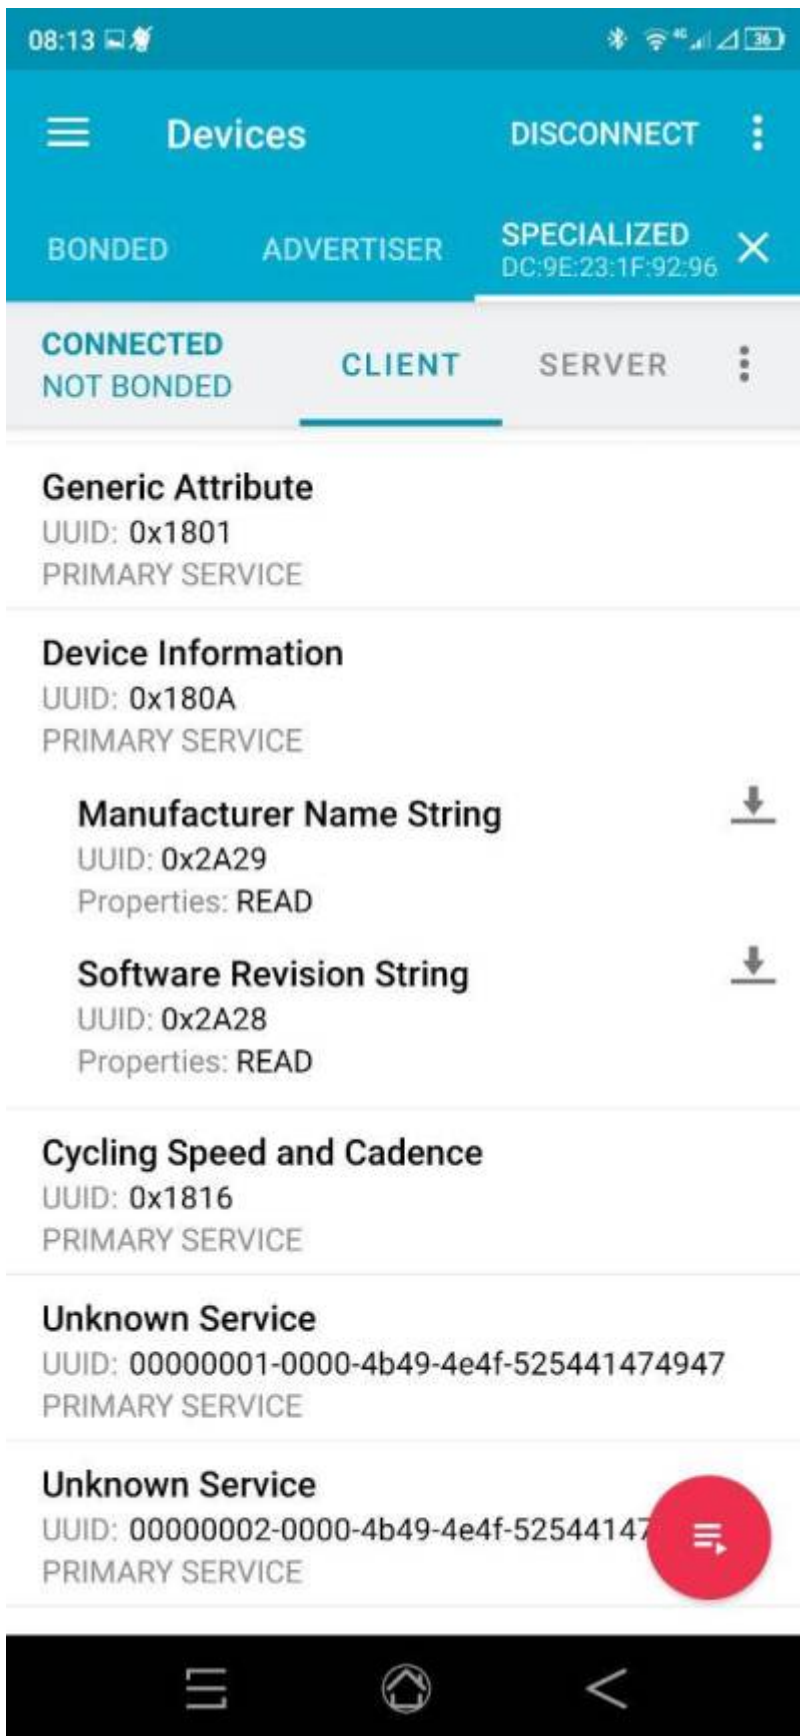 08:13
4G
36
Devices
DISCONNECT
BONDED
ADVERTISER
SPECIALIZED
DC:9E:23:1F:92:96
CONNECTED
NOT BONDED
CLIENT
SERVER
Generic Attribute
UUID: 0x1801
PRIMARY SERVICE
Device Information
UUID: 0x180A
PRIMARY SERVICE
Manufacturer Name String
UUID: 0x2A29
Properties: READ
Software Revision String
UUID: 0x2A28
Properties: READ
Cycling Speed and Cadence
UUID: 0x1816
PRIMARY SERVICE
Unknown Service
UUID: 00000001-0000-4b49-4e4f-525441474947
PRIMARY SERVICE
Unknown Service
UUID: 00000002-0000-4b49-4e4f-52544147
PRIMARY SERVICE